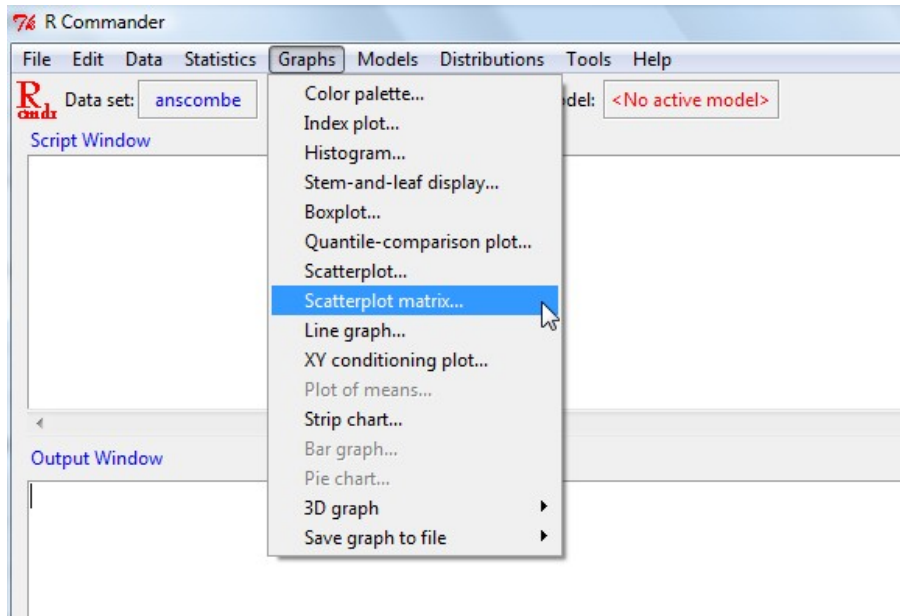 R Commander
File Edit Data Statistics Graphs Models Distributions Tools Help
R cmdr Data set: anscombe odel: <No active model>
Script Window
Color palette...
Index plot...
Histogram...
Stem-and-leaf display...
Boxplot...
Quantile-comparison plot...
Scatterplot...
Scatterplot matrix...
Line graph...
XY conditioning plot...
Plot of means...
Strip chart...
Bar graph...
Pie chart...
3D graph
Save graph to file
Output Window